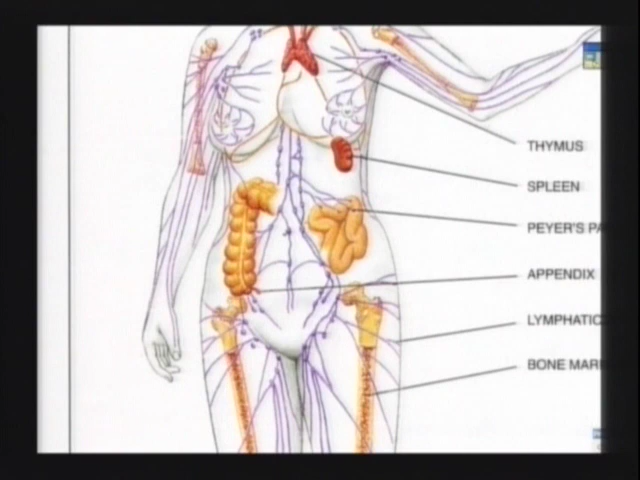 THYMUS
SPLEEN
PEYER'S PA
APPENDIX
LYMPHATIC
BONE MAR